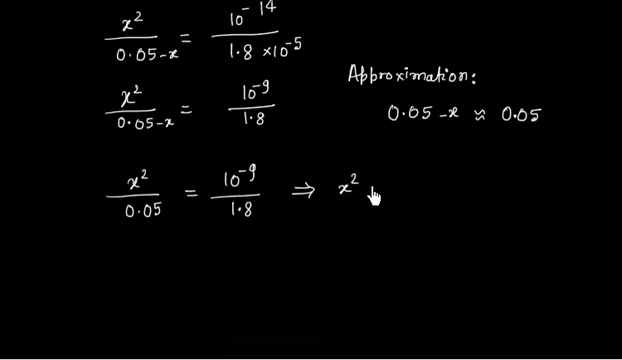 x²/0.05-x = 10⁻¹⁴/1.8×10⁻⁵
Approximation:
x²/0.05-x = 10⁻⁹/1.8
0.05-x ≈ 0.05
x²/0.05 = 10⁻⁹/1.8 ⇒ x²